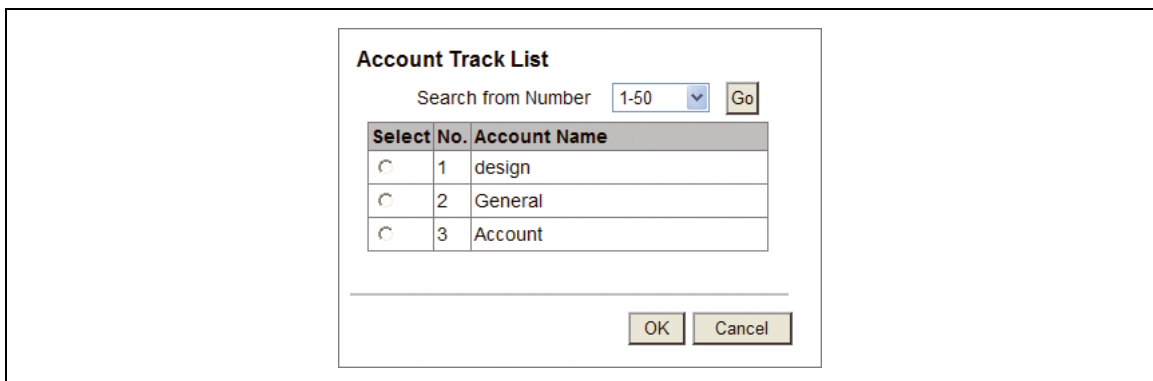 Account Track List
Search from Number 1-50 Go
Select No. Account Name
1 design
2 General
3 Account
OK Cancel